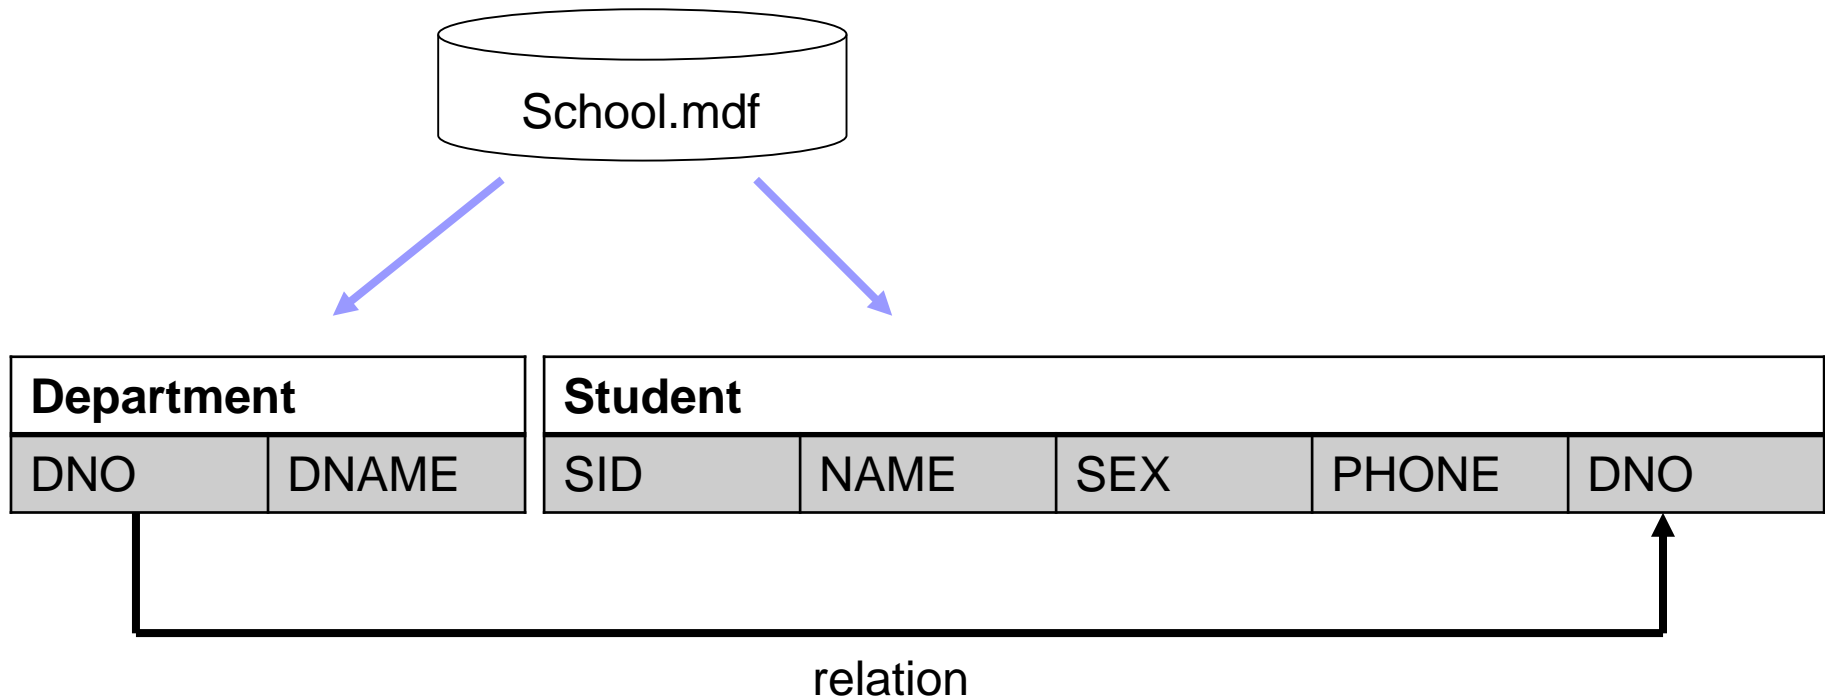 School.mdf
Department Student
DNO DNAME SID NAME SEX PHONE DNO
relation